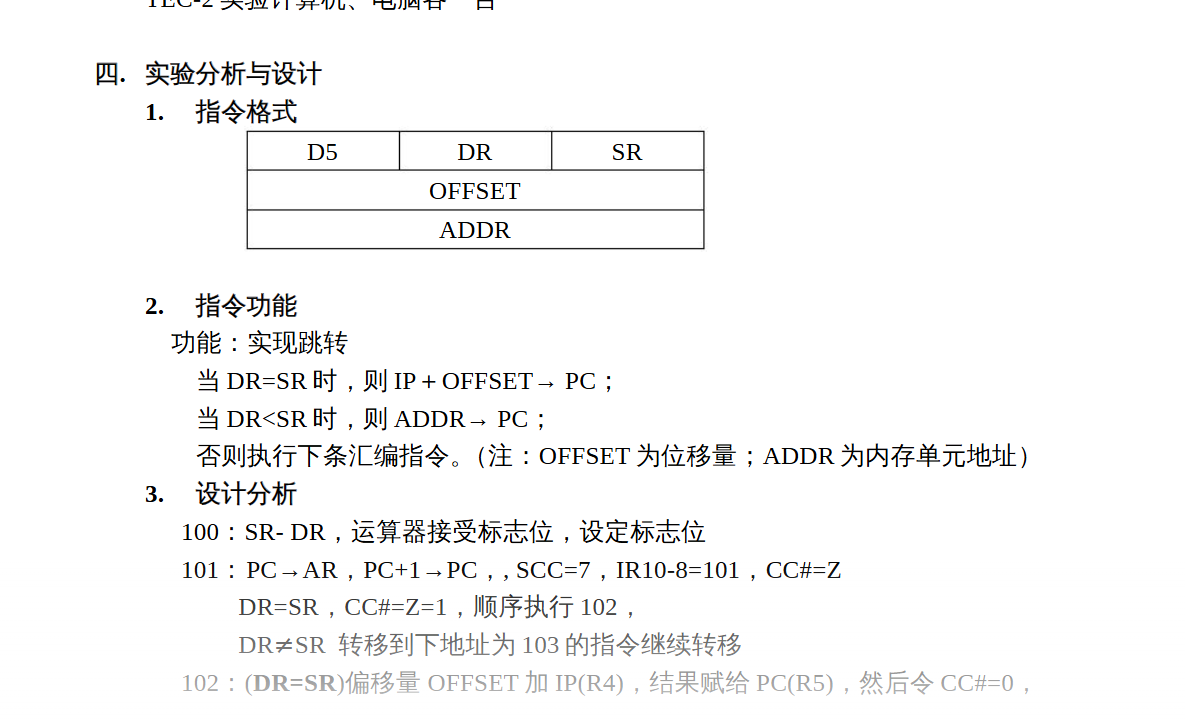 四. 实验分析与设计
1. 指令格式
D5 DR SR
OFFSET
ADDR
2. 指令功能
功能：实现跳转
当 DR=SR 时，则 IP＋OFFSET→ PC；
当 DR<SR 时，则 ADDR→ PC；
否则执行下条汇编指令。（注：OFFSET 为位移量；ADDR 为内存单元地址）
3. 设计分析
100：SR- DR，运算器接受标志位，设定标志位
101：PC→AR，PC+1→PC，, SCC=7，IR10-8=101，CC#=Z
DR=SR，CC#=Z=1，顺序执行 102，
DR≠SR 转移到下地址为 103 的指令继续转移
102：(DR=SR)偏移量 OFFSET 加 IP(R4)，结果赋给 PC(R5)，然后令 CC#=0，